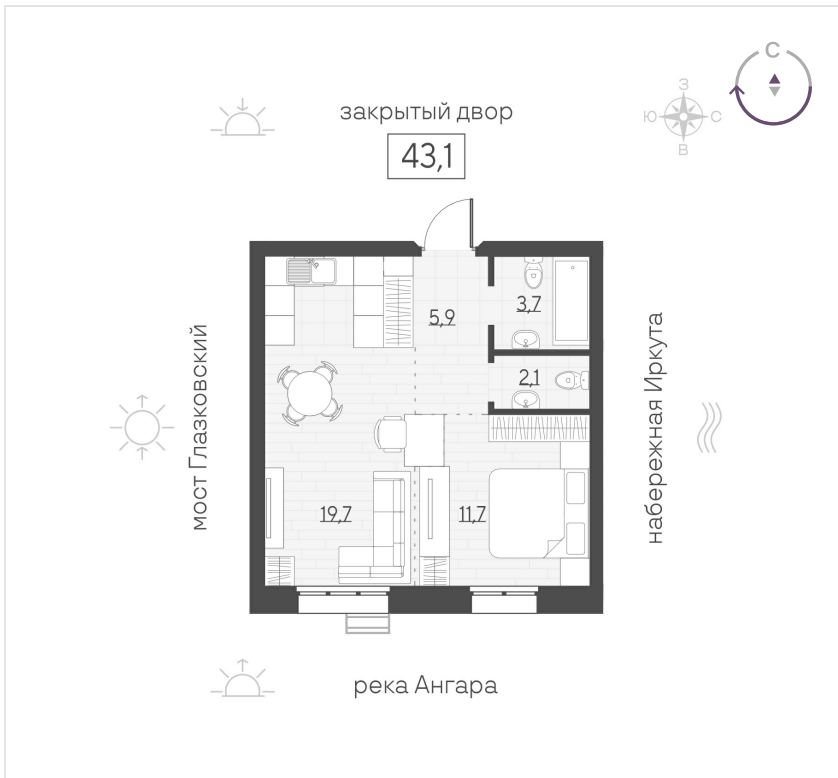 С
закрытый двор
З
Ю
С
В
43,1
5,9
3,7
2,1
мост Глазковский
набережная Иркута
19,7
11,7
река Ангара